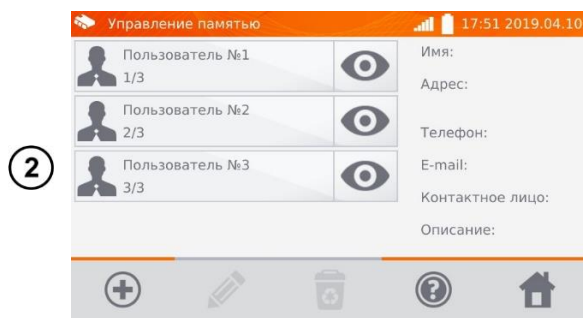 Управление памятью 17:51 2019.04.10
Пользователь №1
1/3
Пользователь №2
2/3
Пользователь №3
3/3
2
Имя:
Адрес:
Телефон:
E-mail:
Контактное лицо:
Описание:
?